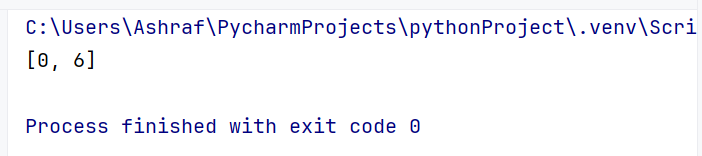 C:\Users\Ashraf\PycharmProjects\pythonProject\.venv\Scri
[0, 6]
Process finished with exit code 0